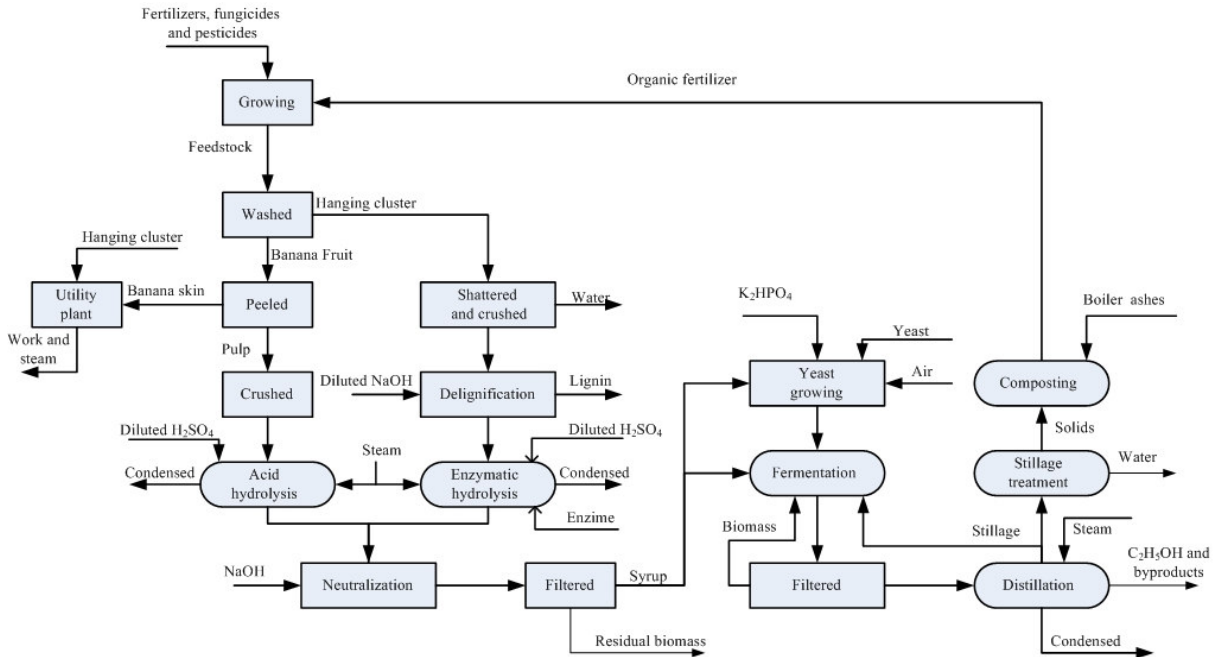 Fertilizers, fungicides
and pesticides
Organic fertilizer
Growing
Feedstock
Washed
Hanging cluster
Hanging cluster
Banana Fruit
Utility
plant
Banana skin
Peeled
Shattered
and crushed
Water
K₂HPO₄
Boiler ashes
Work and
steam
Pulp
Yeast
Crushed
Diluted NaOH
Delignification
Lignin
Yeast
growing
Air
Composting
Diluted H₂SO₄
Diluted H₂SO₄
Solids
Condensed
Acid
hydrolysis
Steam
Enzymatic
hydrolysis
Condensed
Fermentation
Stillage
treatment
Water
Enzime
Biomass
Stillage
Steam
NaOH
Neutralization
Filtered
Syrup
Filtered
Distillation
C₂H₅OH and
byproducts
Residual biomass
Condensed